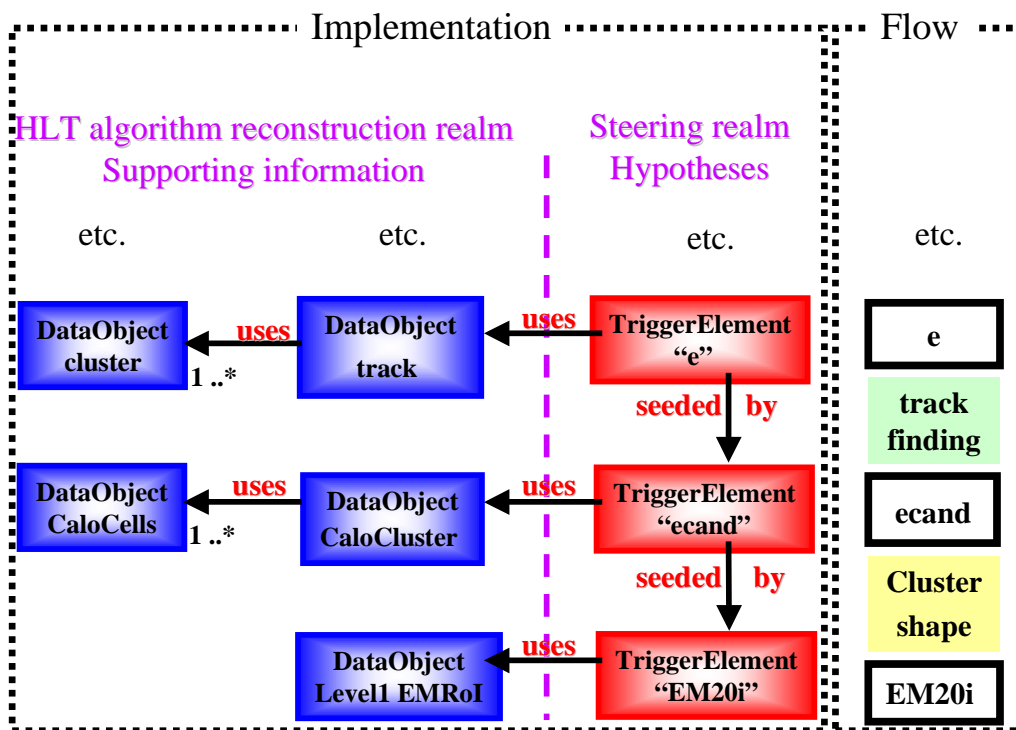 Implementation
Flow
HLT algorithm reconstruction realm
Supporting information
Steering realm
Hypotheses
etc.
etc.
etc.
etc.
DataObject
cluster
1 ..*
uses
DataObject
track
uses
TriggerElement
“e”
e
seeded by
track
finding
DataObject
CaloCells
1 ..*
uses
DataObject
CaloCluster
uses
TriggerElement
“ecand”
ecand
seeded by
Cluster
shape
DataObject
Level1 EMRoI
uses
TriggerElement
“EM20i”
EM20i